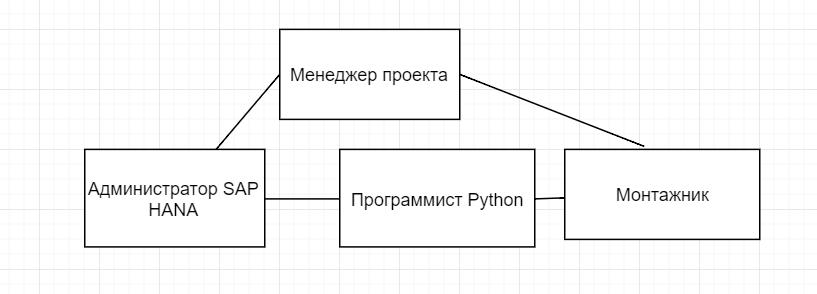 Менеджер проекта
Администратор SAP
HANA
Программист Python
Монтажник